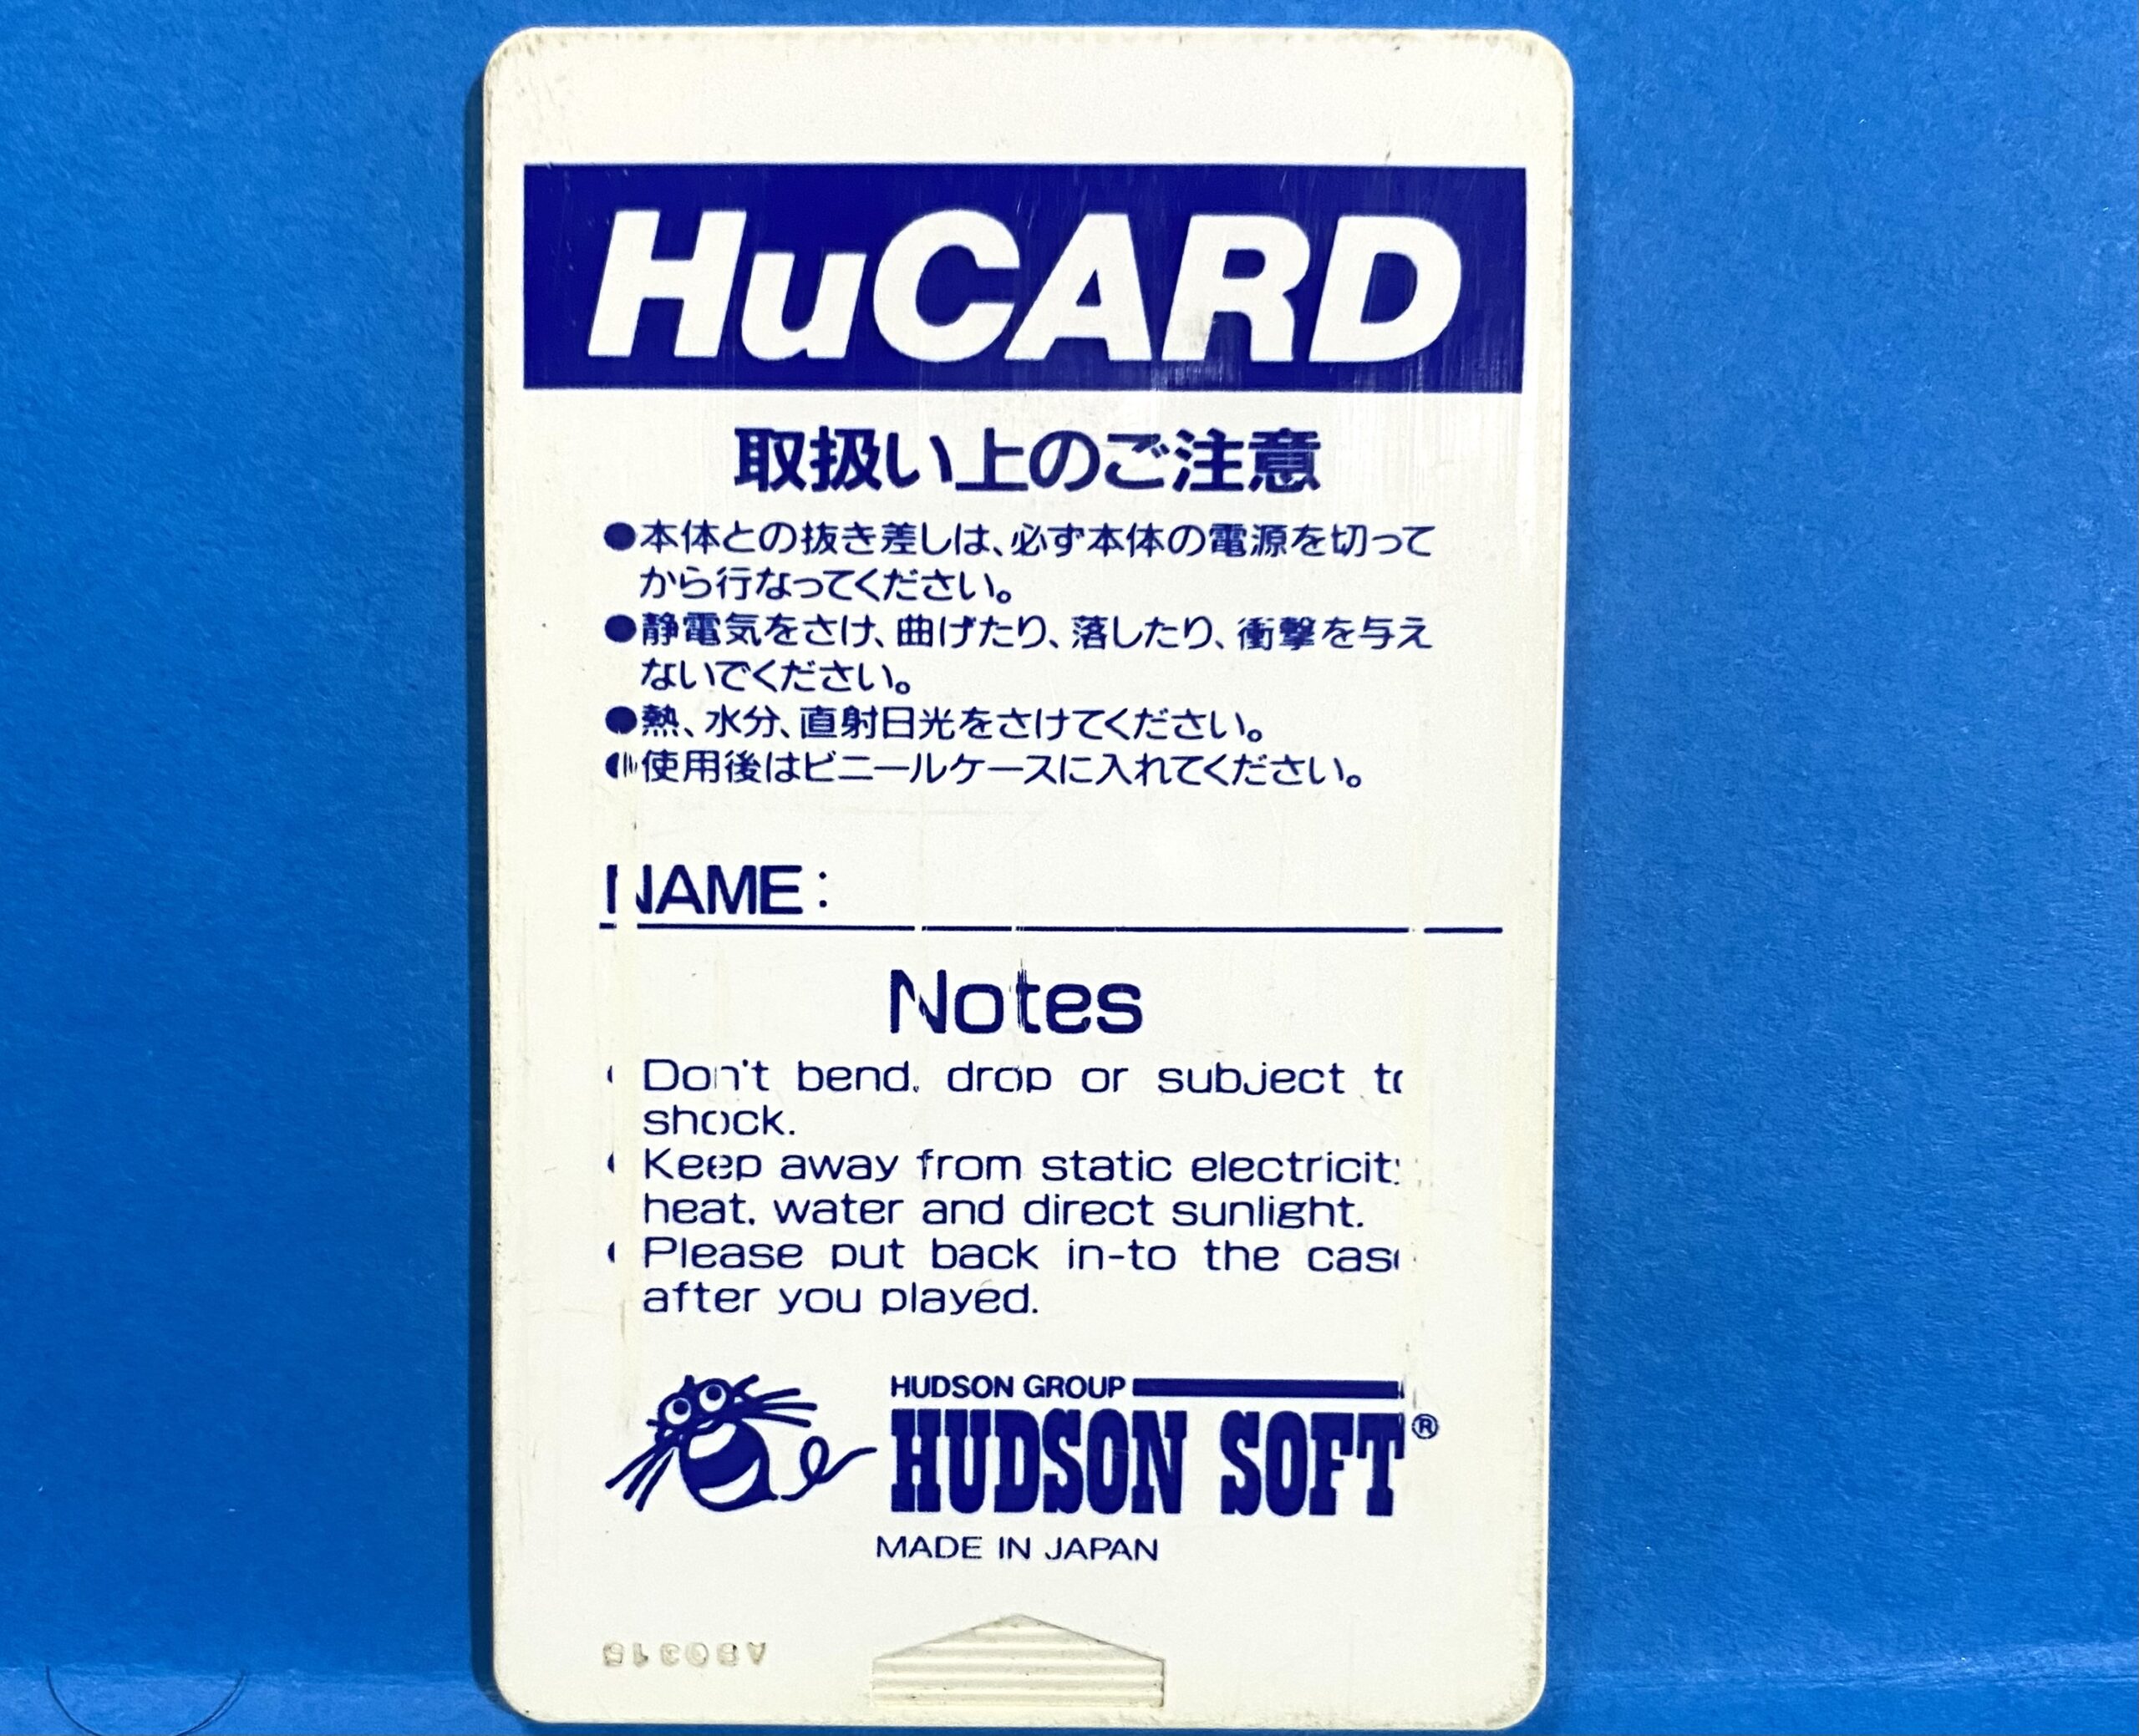 HuCARD
取扱い上のご注意
●本体との抜き差しは、必ず本体の電源を切って
から行なってください。
●静電気をさけ、曲げたり、落したり、衝撃を与え
ないでください。
●熱、水分、直射日光をさけてください。
●使用後はビニールケースに入れてください。
NAME:
Notes
● Don't bend, drop or subject to
shock.
● Keep away from static electricity
heat, water and direct sunlight.
● Please put back in-to the case
after you played.
HUDSON GROUP
HUDSON SOFT®
MADE IN JAPAN